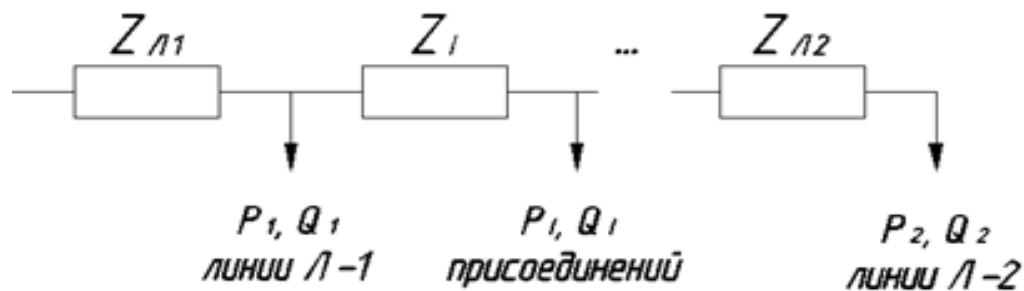 Z Л1
Z i
...
Z Л2
P 1, Q 1
линии Л-1
P i, Q i
присоединений
P 2, Q 2
линии Л-2